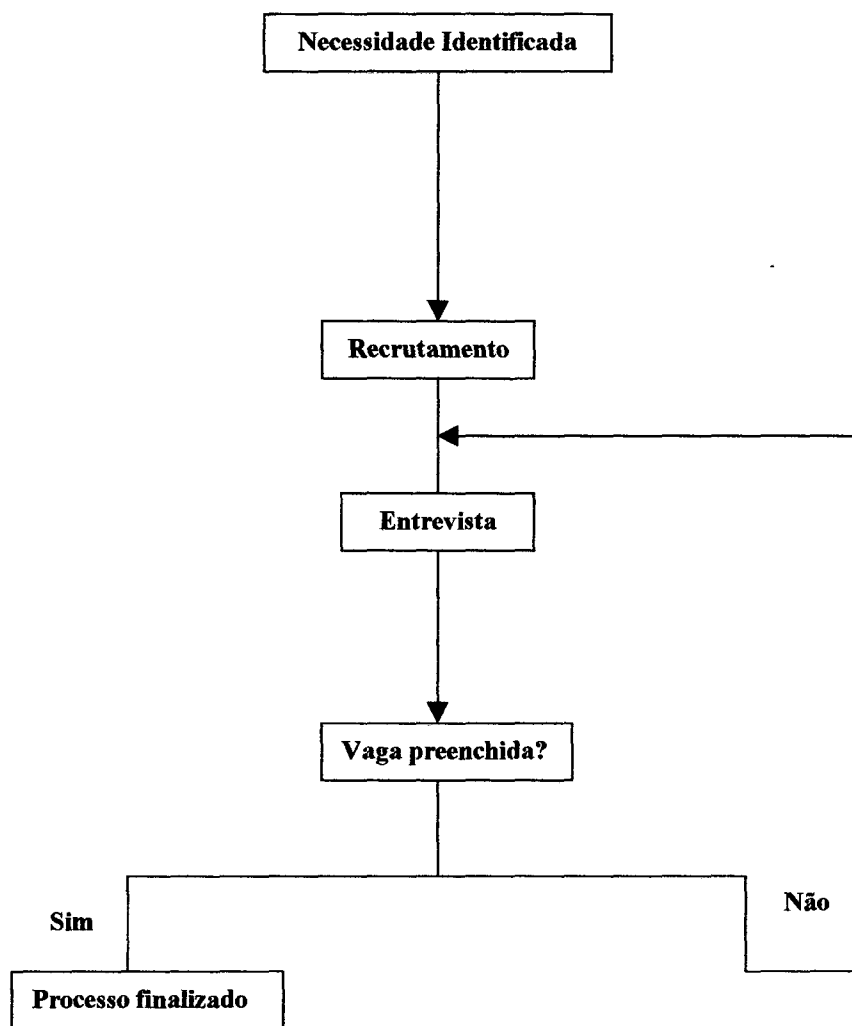 Necessidade Identificada
Recrutamento
Entrevista
Vaga preenchida?
Sim
Não
Processo finalizado